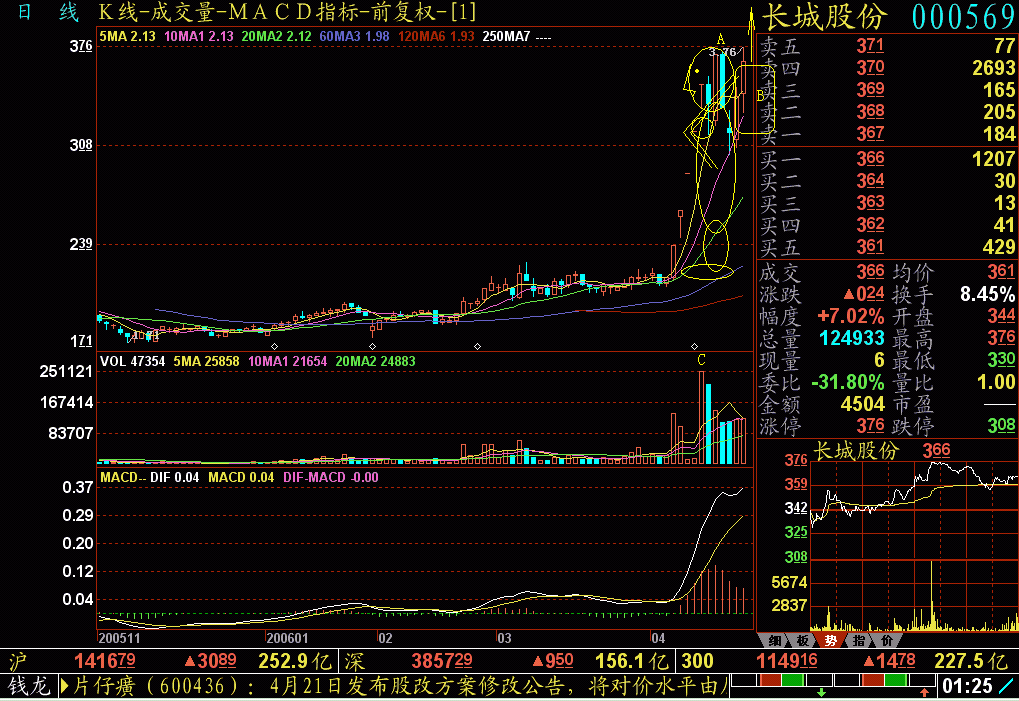 日 线 K线-成交量-MACD指标-前复权-[1]
长城股份 000569
5MA 2.13 10MA1 2.13 20MA2 2.12 60MA3 1.98 120MA6 1.93 250MA7 ----
376
308
239
171
A
3.76
B
卖五 371 77
卖四 370 2693
卖三 369 165
卖二 368 205
卖一 367 184
买一 366 1207
买二 364 30
买三 363 13
买四 362 41
买五 361 429
成交 366 均价 361
涨跌 ▲024 换手 8.45%
幅度 +7.02% 开盘 344
总量 124933 最高 376
现量 6 最低 330
委比 -31.80% 量比 1.00
金额 4504 市盈 ——
涨停 376 跌停 308
VOL 47354 5MA 25858 10MA1 21654 20MA2 24883
C
251121
167414
83707
MACD-- DIF 0.04 MACD 0.04 DIF-MACD -0.00
0.37
0.29
0.20
0.12
0.04
200511 200601 02 03 04
长城股份 366
376
359
342
325
308
5674
2837
细 板 势 指 价
沪 141679 ▲3089 252.9亿 深 385729 ▲950 156.1亿 300 114916 ▲1478 227.5亿
钱龙 片仔癀(600436): 4月21日发布股改方案修改公告, 将对价水平由 01:25